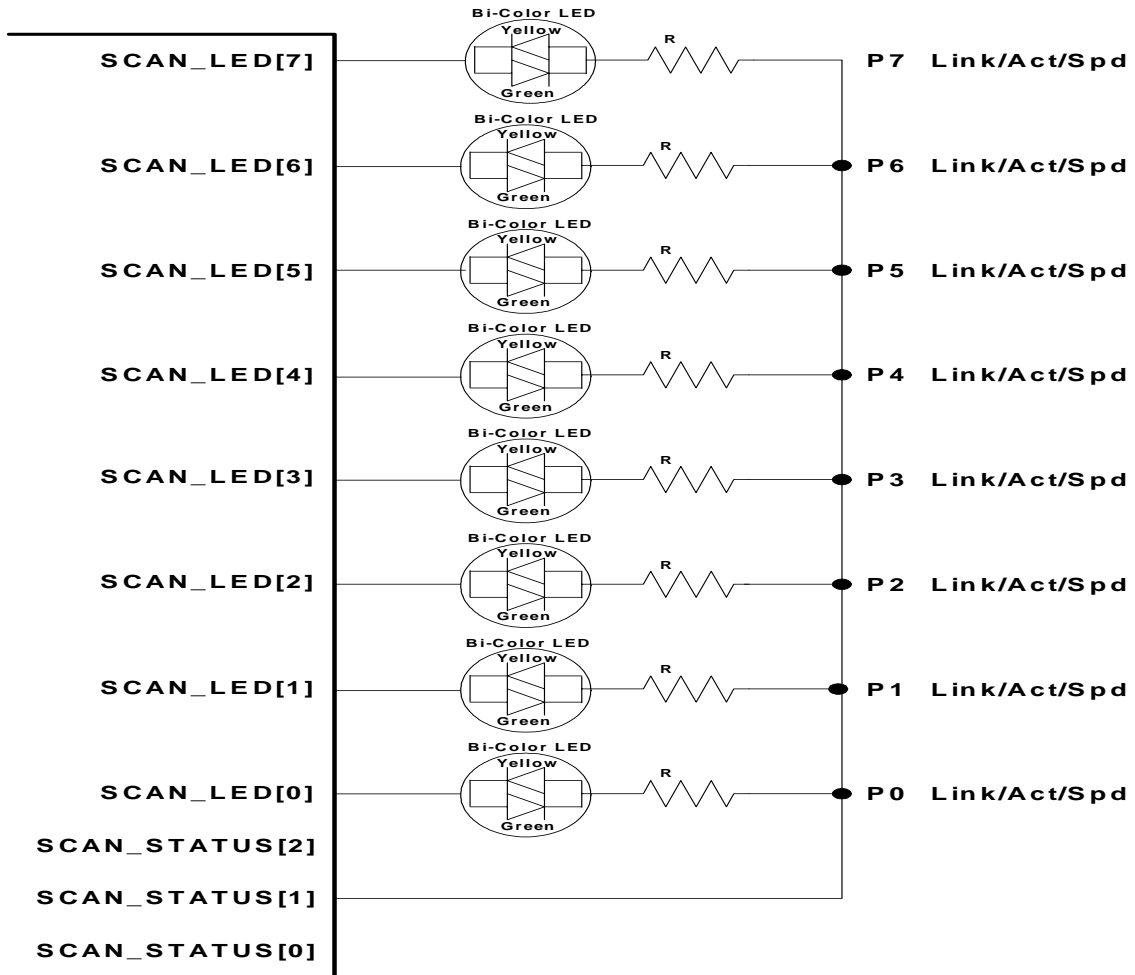 Bi-Color LED
Yellow
SCAN_LED[7] R P7 Link/Act/Spd
Green
Bi-Color LED
Yellow
SCAN_LED[6] R P6 Link/Act/Spd
Green
Bi-Color LED
Yellow
SCAN_LED[5] R P5 Link/Act/Spd
Green
Bi-Color LED
Yellow
SCAN_LED[4] R P4 Link/Act/Spd
Green
Bi-Color LED
Yellow
SCAN_LED[3] R P3 Link/Act/Spd
Green
Bi-Color LED
Yellow
SCAN_LED[2] R P2 Link/Act/Spd
Green
Bi-Color LED
Yellow
SCAN_LED[1] R P1 Link/Act/Spd
Green
Bi-Color LED
Yellow
SCAN_LED[0] R P0 Link/Act/Spd
Green
SCAN_STATUS[2]
SCAN_STATUS[1]
SCAN_STATUS[0]